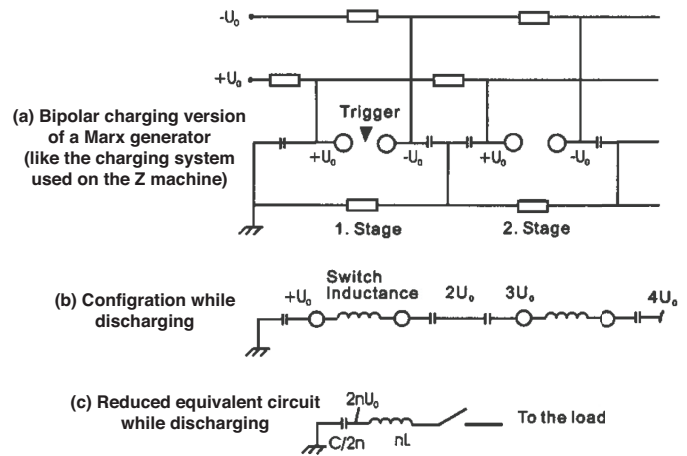 -U₀
+U₀
(a) Bipolar charging version
of a Marx generator
(like the charging system
used on the Z machine)
Trigger
+U₀
-U₀
+U₀
-U₀
1. Stage
2. Stage
(b) Configration while
discharging
+U₀
Switch
Inductance
2U₀
3U₀
4U₀
(c) Reduced equivalent circuit
while discharging
2nU₀
C/2n
nL
To the load